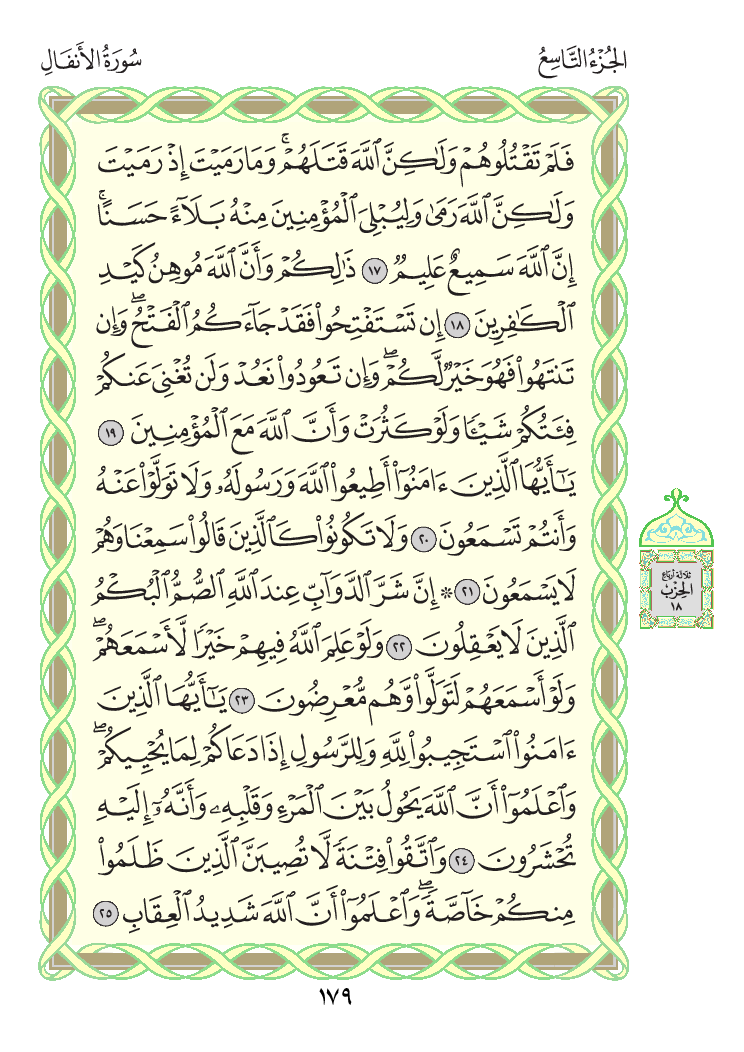 الجُزْءُ التَّاسِعُ
سُورَةُ الأَنفَالِ
فَلَمْ تَقْتُلُوهُمْ وَلَٰكِنَّ ٱللَّهَ قَتَلَهُمْ ۚ وَمَا رَمَيْتَ إِذْ رَمَيْتَ
وَلَٰكِنَّ ٱللَّهَ رَمَىٰ وَلِيُبْلِىَ ٱلْمُؤْمِنِينَ مِنْهُ بَلَآءً حَسَنًا ۚ
إِنَّ ٱللَّهَ سَمِيعٌ عَلِيمٌ ١٧ ذَٰلِكُمْ وَأَنَّ ٱللَّهَ مُوهِنُ كَيْدِ
ٱلْكَٰفِرِينَ ١٨ إِن تَسْتَفْتِحُوا۟ فَقَدْ جَآءَكُمُ ٱلْفَتْحُ ۖ وَإِن
تَنتَهُوا۟ فَهُوَ خَيْرٌ لَّكُمْ ۖ وَإِن تَعُودُوا۟ نَعُدْ وَلَن تُغْنِىَ عَنكُمْ
فِئَتُكُمْ شَيْـًٔا وَلَوْ كَثُرَتْ وَأَنَّ ٱللَّهَ مَعَ ٱلْمُؤْمِنِينَ ١٩
يَٰٓأَيُّهَا ٱلَّذِينَ ءَامَنُوٓا۟ أَطِيعُوا۟ ٱللَّهَ وَرَسُولَهُۥ وَلَا تَوَلَّوْا۟ عَنْهُ
وَأَنتُمْ تَسْمَعُونَ ٢٠ وَلَا تَكُونُوا۟ كَٱلَّذِينَ قَالُوا۟ سَمِعْنَا وَهُمْ
لَا يَسْمَعُونَ ٢١ ۞ إِنَّ شَرَّ ٱلدَّوَآبِّ عِندَ ٱللَّهِ ٱلصُّمُّ ٱلْبُكْمُ
ٱلَّذِينَ لَا يَعْقِلُونَ ٢٢ وَلَوْ عَلِمَ ٱللَّهُ فِيهِمْ خَيْرًا لَّأَسْمَعَهُمْ ۖ
وَلَوْ أَسْمَعَهُمْ لَتَوَلَّوا۟ وَّهُم مُّعْرِضُونَ ٢٣ يَٰٓأَيُّهَا ٱلَّذِينَ
ءَامَنُوا۟ ٱسْتَجِيبُوا۟ لِلَّهِ وَلِلرَّسُولِ إِذَا دَعَاكُمْ لِمَا يُحْيِيكُمْ ۖ
وَٱعْلَمُوٓا۟ أَنَّ ٱللَّهَ يَحُولُ بَيْنَ ٱلْمَرْءِ وَقَلْبِهِۦ وَأَنَّهُۥٓ إِلَيْهِ
تُحْشَرُونَ ٢٤ وَٱتَّقُوا۟ فِتْنَةً لَّا تُصِيبَنَّ ٱلَّذِينَ ظَلَمُوا۟
مِنكُمْ خَآصَّةً ۖ وَٱعْلَمُوٓا۟ أَنَّ ٱللَّهَ شَدِيدُ ٱلْعِقَابِ ٢٥
ثلاثة أرباع
الحِزْب
١٨
١٧٩